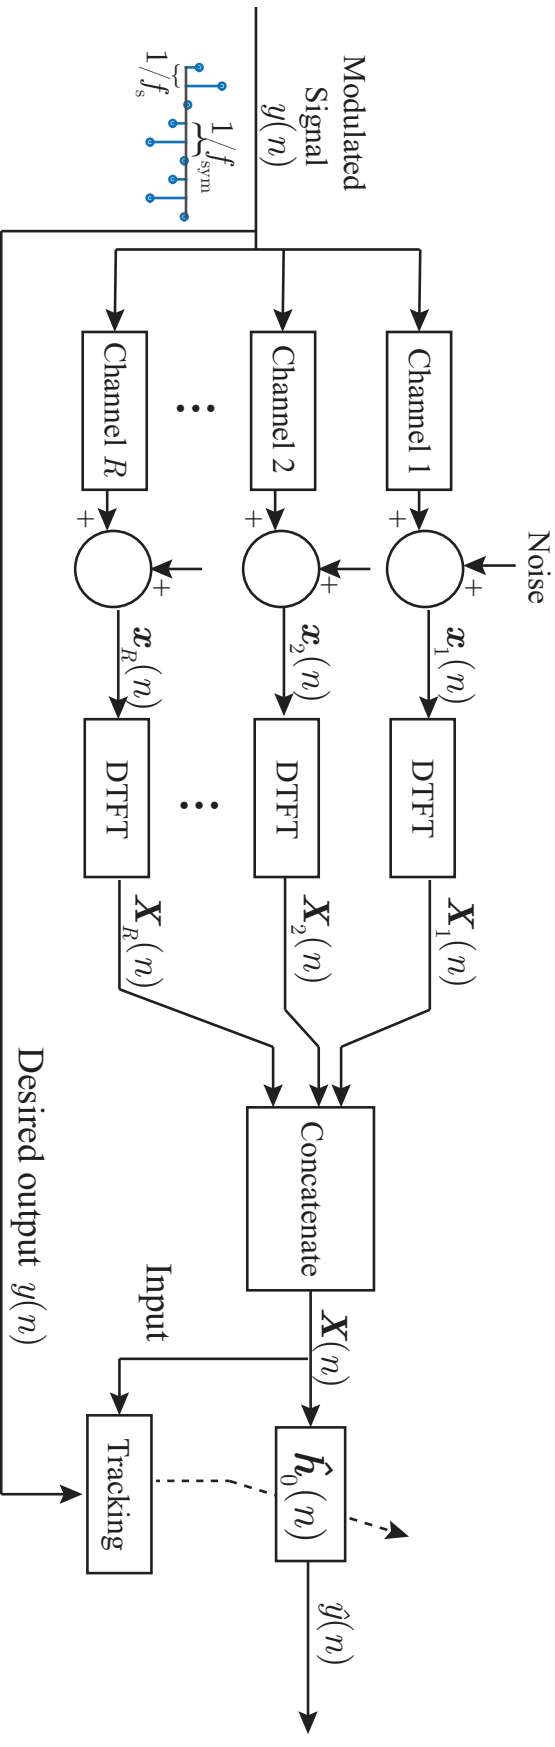 Modulated
Signal
y(n)
1/f_s
1/f_sym
Noise
Channel 1
+
+
x_1(n)
DTFT
X_1(n)
Channel 2
+
+
x_2(n)
DTFT
X_2(n)
...
...
Channel R
+
+
x_R(n)
DTFT
X_R(n)
Concatenate
X(n)
ĥ_0(n)
ŷ(n)
Input
Tracking
Desired output y(n)